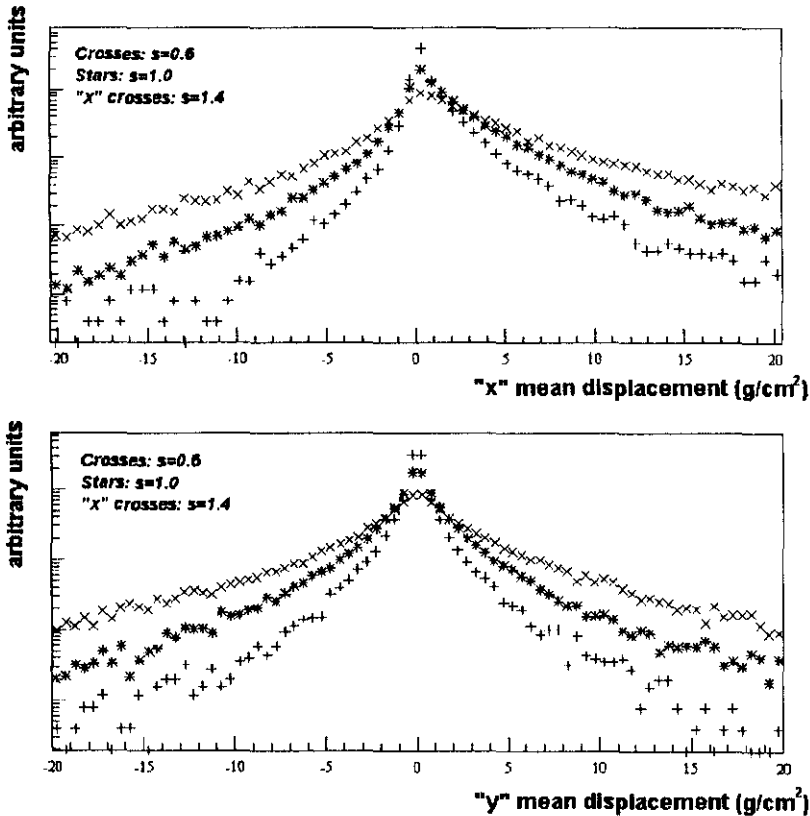 arbitrary units
Crosses: s=0.6
Stars: s=1.0
"x" crosses: s=1.4
-20 -15 -10 -5 0 5 10 15 20
"x" mean displacement (g/cm²)
arbitrary units
Crosses: s=0.6
Stars: s=1.0
"x" crosses: s=1.4
-20 -15 -10 -5 0 5 10 15 20
"y" mean displacement (g/cm²)